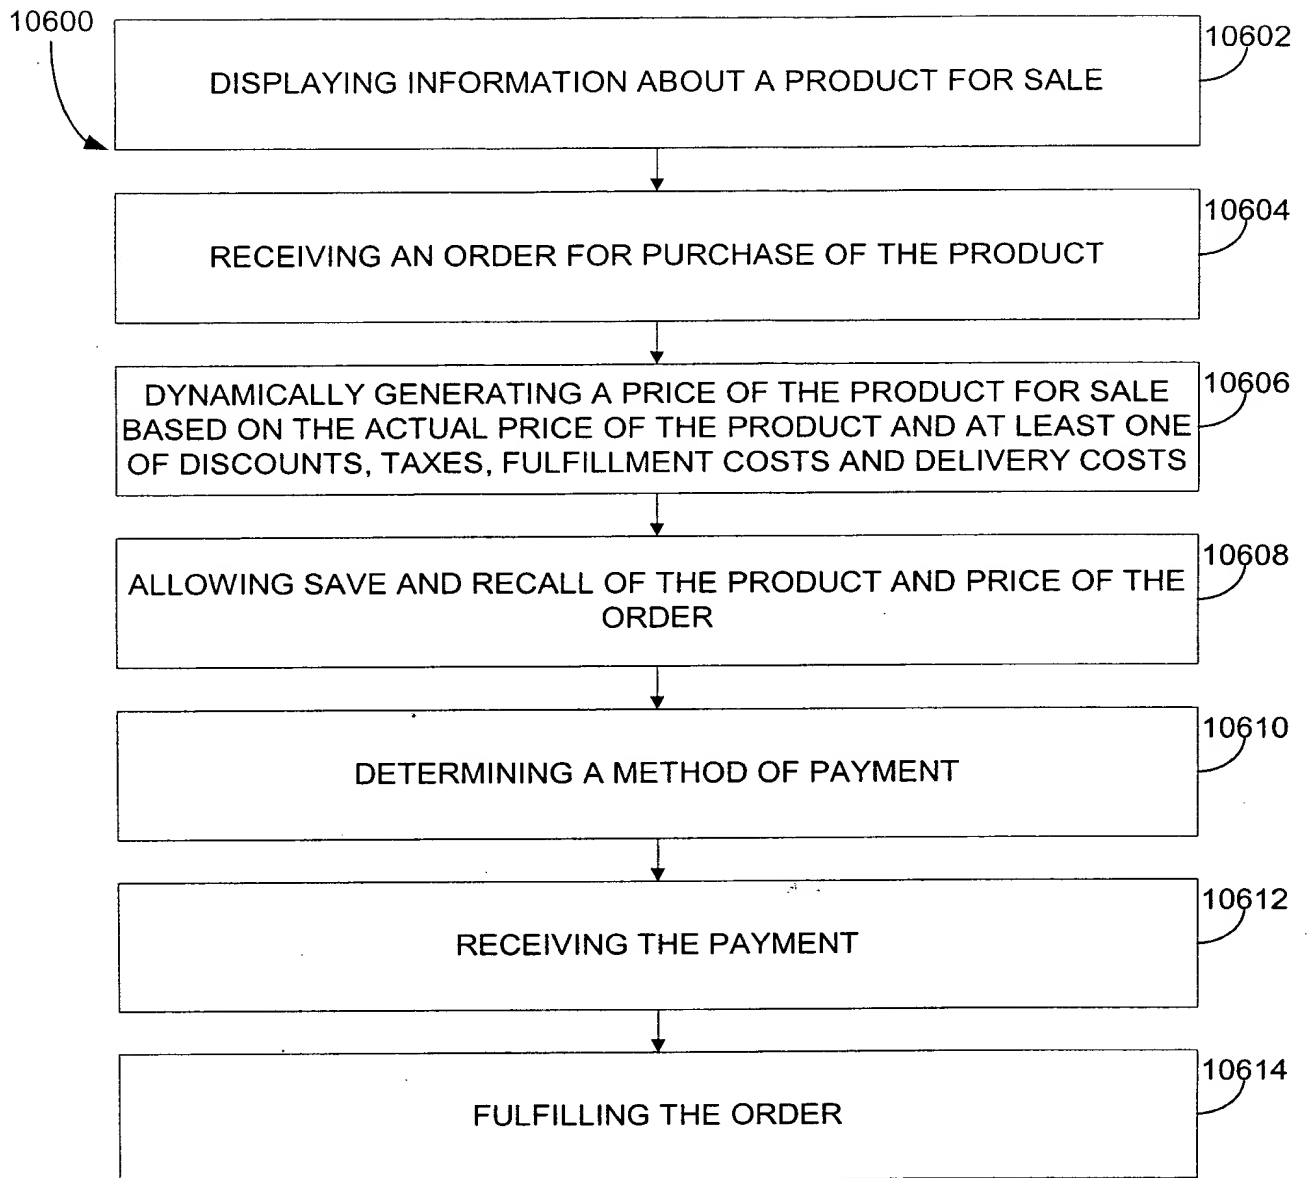 10600
10602
DISPLAYING INFORMATION ABOUT A PRODUCT FOR SALE
10604
RECEIVING AN ORDER FOR PURCHASE OF THE PRODUCT
10606
DYNAMICALLY GENERATING A PRICE OF THE PRODUCT FOR SALE
BASED ON THE ACTUAL PRICE OF THE PRODUCT AND AT LEAST ONE
OF DISCOUNTS, TAXES, FULFILLMENT COSTS AND DELIVERY COSTS
10608
ALLOWING SAVE AND RECALL OF THE PRODUCT AND PRICE OF THE
ORDER
10610
DETERMINING A METHOD OF PAYMENT
10612
RECEIVING THE PAYMENT
10614
FULFILLING THE ORDER